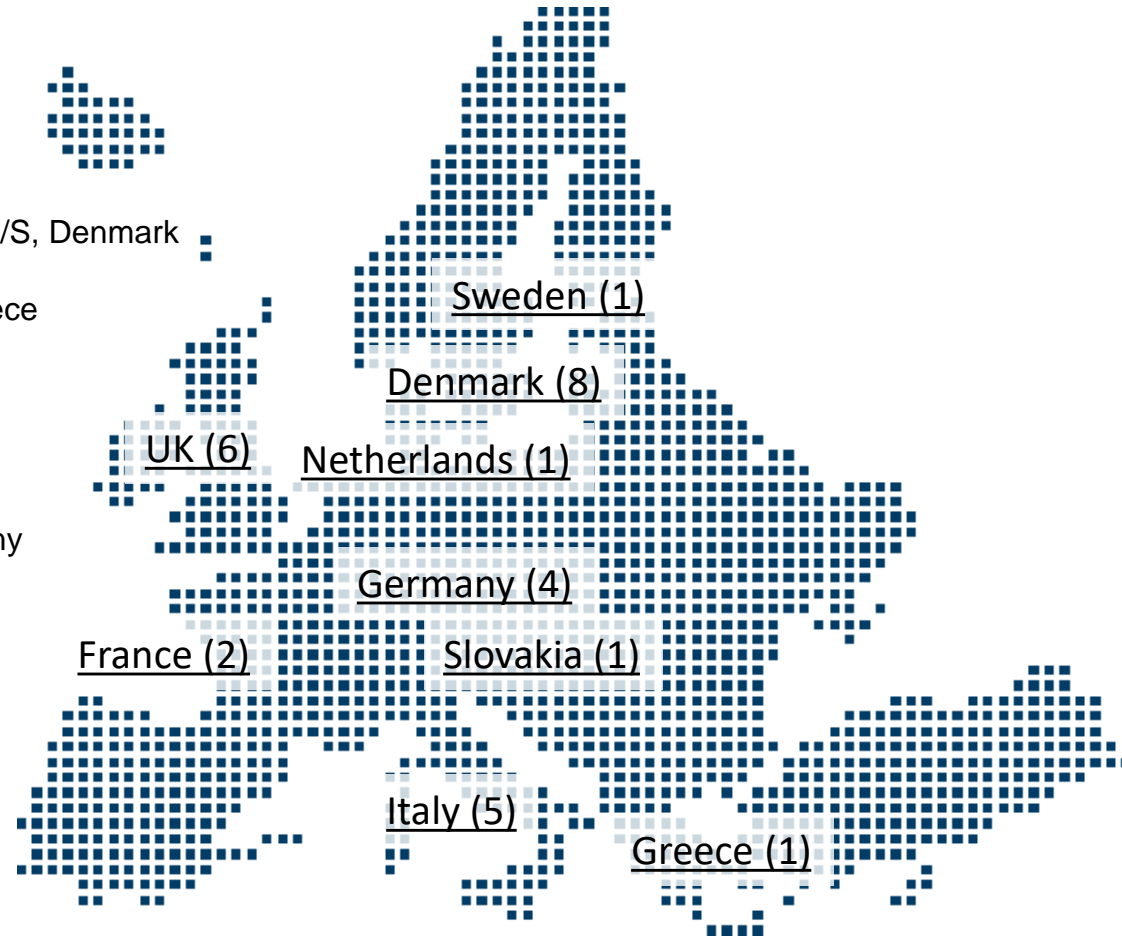 /S, Denmark
ece
ny
Sweden (1)
Denmark (8)
UK (6)
Netherlands (1)
Germany (4)
France (2)
Slovakia (1)
Italy (5)
Greece (1)